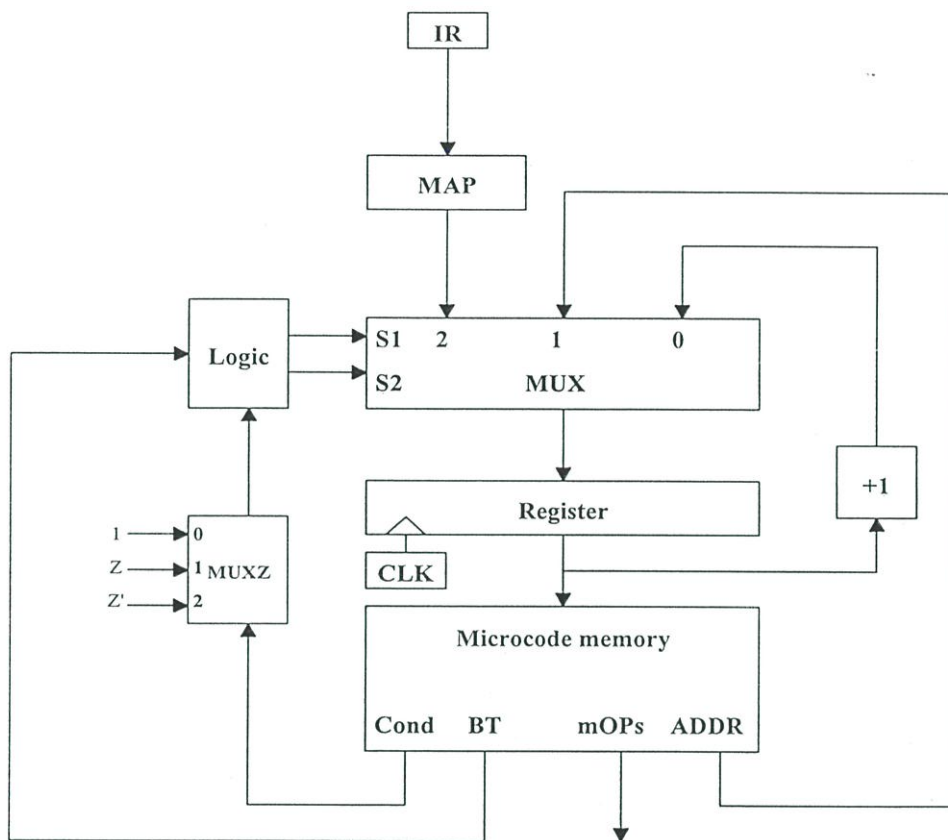 IR
MAP
S1 2 1 0
Logic
S2 MUX
+1
Register
1 0
CLK
Z 1 MUXZ
Z' 2
Microcode memory
Cond BT mOPs ADDR